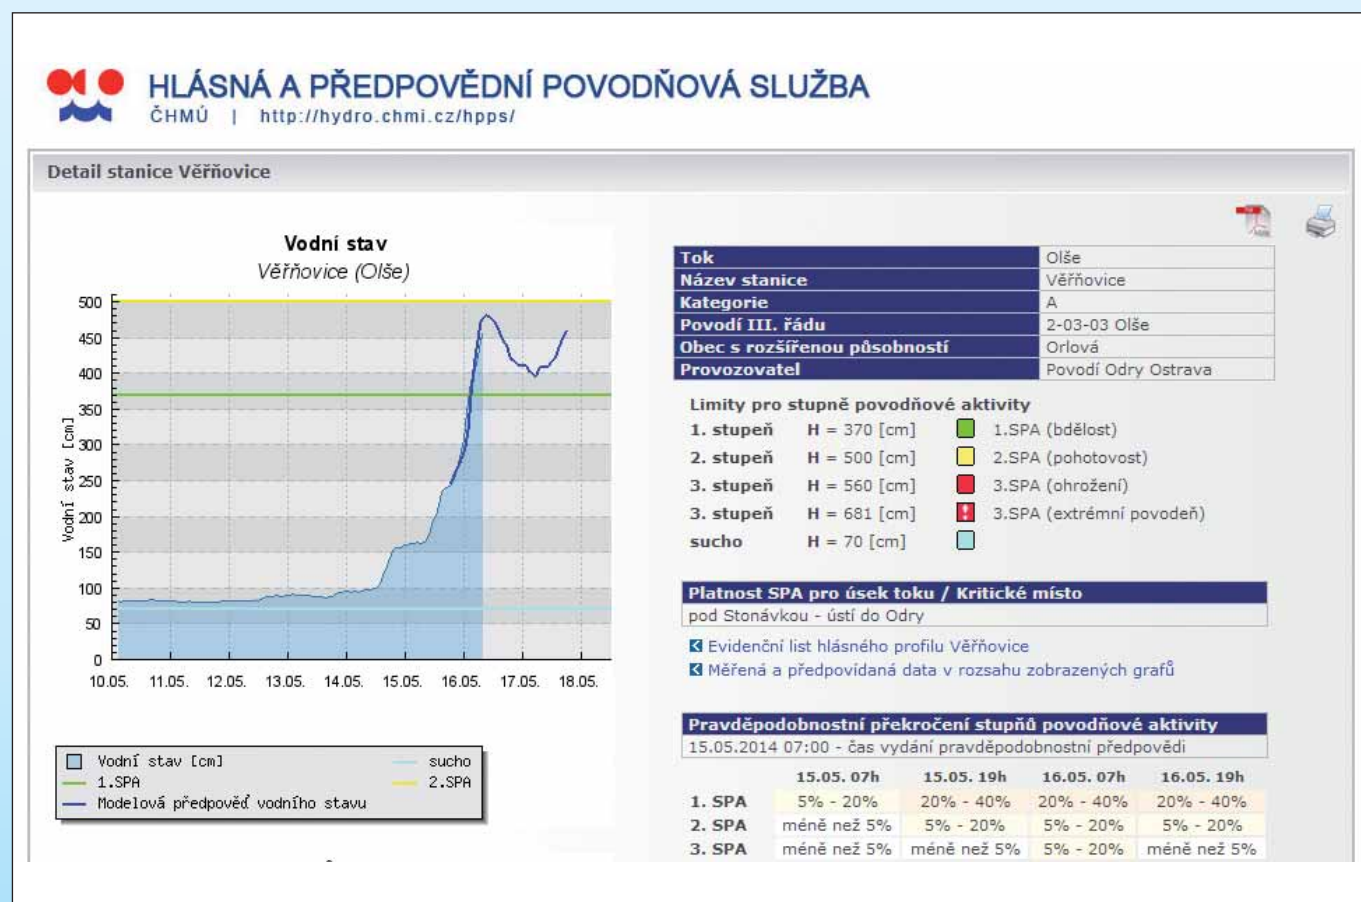 HLÁSNÁ A PŘEDPOVĚDNÍ POVODŇOVÁ SLUŽBA
ČHMÚ | http://hydro.chmi.cz/hpps/
Detail stanice Věřňovice
Vodní stav
Věřňovice (Olše)
Vodní stav [cm]
500
450
400
350
300
250
200
150
100
50
0
10.05. 11.05. 12.05. 13.05. 14.05. 15.05. 16.05. 17.05. 18.05.
Vodní stav [cm] sucho
1.SPA 2.SPA
Modelová předpověď vodního stavu
Tok Olše
Název stanice Věřňovice
Kategorie A
Povodí III. řádu 2-03-03 Olše
Obec s rozšířenou působností Orlová
Provozovatel Povodí Odry Ostrava
Limity pro stupně povodňové aktivity
1. stupeň H = 370 [cm] 1.SPA (bdělost)
2. stupeň H = 500 [cm] 2.SPA (pohotovost)
3. stupeň H = 560 [cm] 3.SPA (ohrožení)
3. stupeň H = 681 [cm] 3.SPA (extrémní povodeň)
sucho H = 70 [cm]
Platnost SPA pro úsek toku / Kritické místo
pod Stonávkou - ústí do Odry
Evidenční list hlásného profilu Věřňovice
Měřená a předpovídaná data v rozsahu zobrazených grafů
Pravděpodobnostní překročení stupňů povodňové aktivity
15.05.2014 07:00 - čas vydání pravděpodobnostní předpovědi
15.05. 07h 15.05. 19h 16.05. 07h 16.05. 19h
1. SPA 5% - 20% 20% - 40% 20% - 40% 20% - 40%
2. SPA méně než 5% 5% - 20% 5% - 20% 5% - 20%
3. SPA méně než 5% méně než 5% 5% - 20% méně než 5%